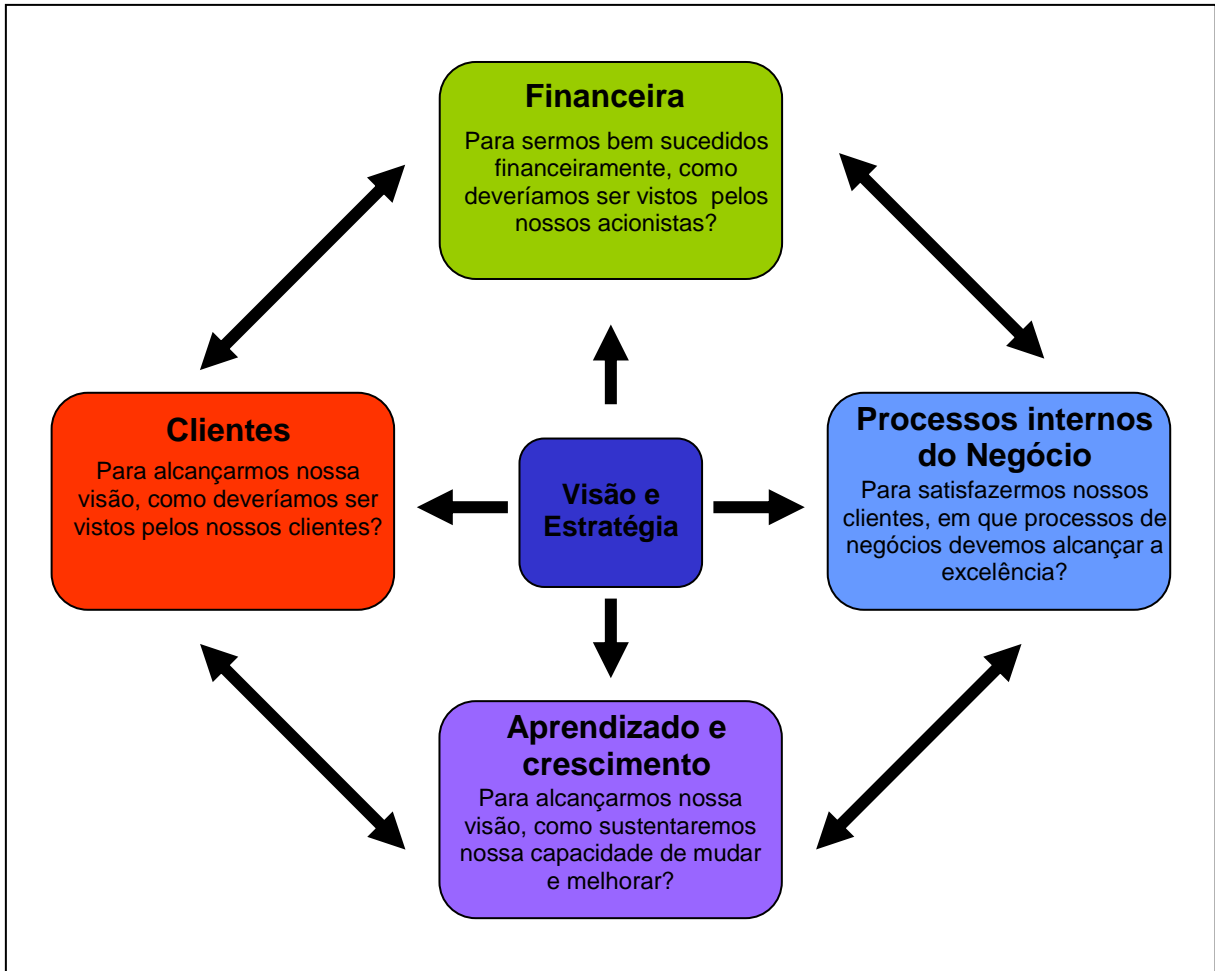 Financeira
Para sermos bem sucedidos
financeiramente, como
deveríamos ser vistos  pelos
nossos acionistas?
Clientes
Para alcançarmos nossa
visão, como deveríamos ser
vistos pelos nossos clientes?
Visão e
Estratégia
Processos internos
do Negócio
Para satisfazermos nossos
clientes, em que processos de
negócios devemos alcançar a
excelência?
Aprendizado e
crescimento
Para alcançarmos nossa
visão, como sustentaremos
nossa capacidade de mudar
e melhorar?